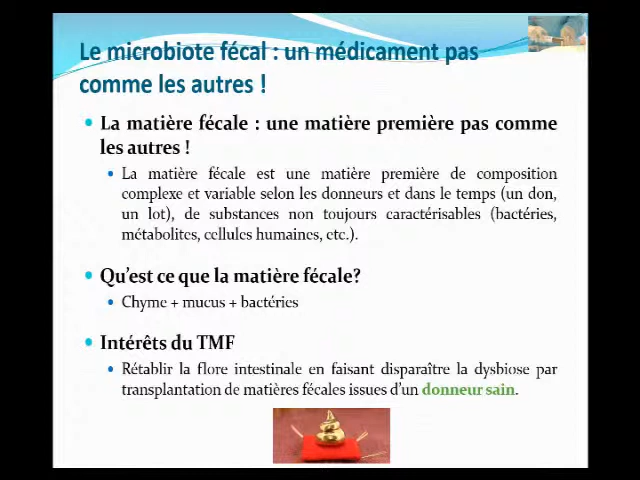 Le microbiote fécal : un médicament pas
comme les autres !
La matière fécale : une matière première pas comme
les autres !
La matière fécale est une matière première de composition
complexe et variable selon les donneurs et dans le temps (un don,
un lot), de substances non toujours caractérisables (bactéries,
métabolites, cellules humaines, etc.).
Qu'est ce que la matière fécale?
Chyme + mucus + bactéries
Intérêts du TMF
Rétablir la flore intestinale en faisant disparaître la dysbiose par
transplantation de matières fécales issues d'un donneur sain.